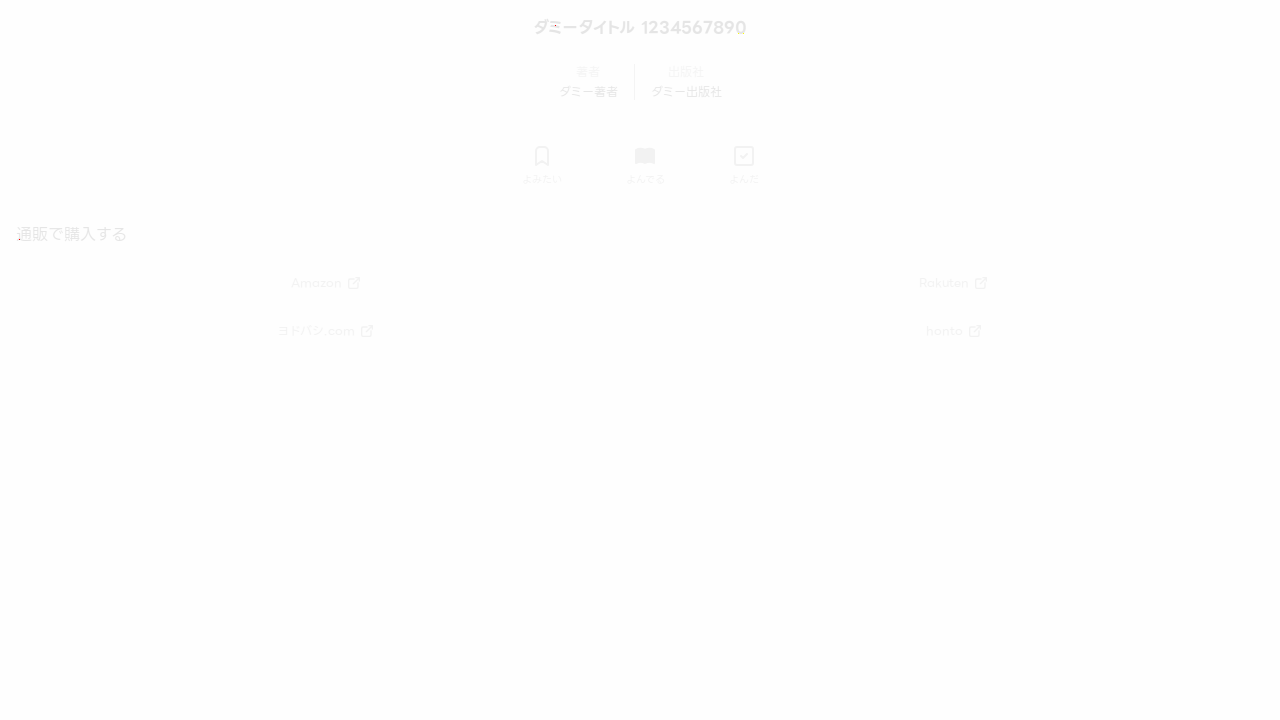 ダミータイトル 1234567890
著者 出版社
ダミー著者 ダミー出版社
よみたい よんでる よんだ
通販で購入する
Amazon Rakuten
ヨドバシ.com honto